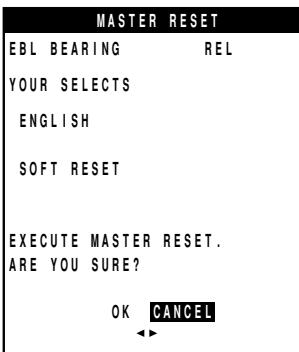 MASTER RESET
EBL BEARING REL
YOUR SELECTS
ENGLISH
SOFT RESET
EXECUTE MASTER RESET.
ARE YOU SURE?
OK CANCEL
◄►